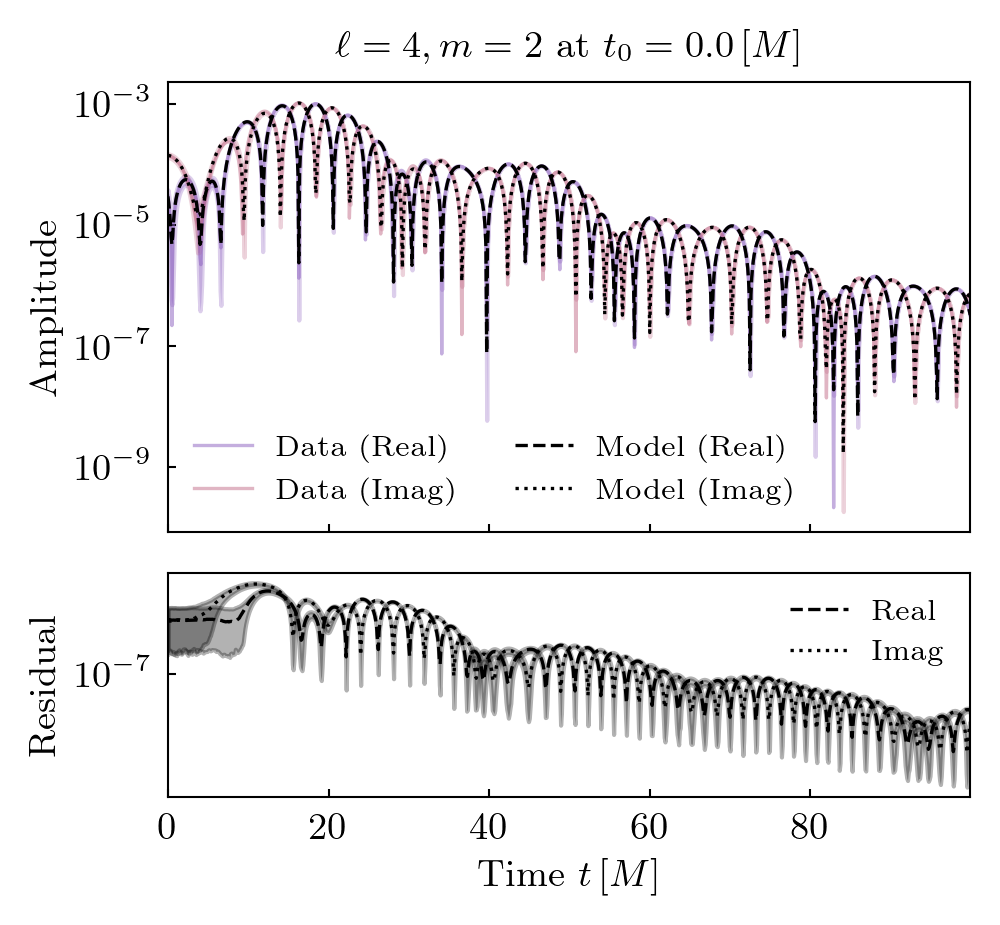 ℓ = 4, m = 2 at t₀ = 0.0 [M]
10⁻³
10⁻⁵
10⁻⁷
10⁻⁹
Amplitude
Data (Real)
Data (Imag)
Model (Real)
Model (Imag)
Residual
10⁻⁷
Real
Imag
0 20 40 60 80
Time t [M]